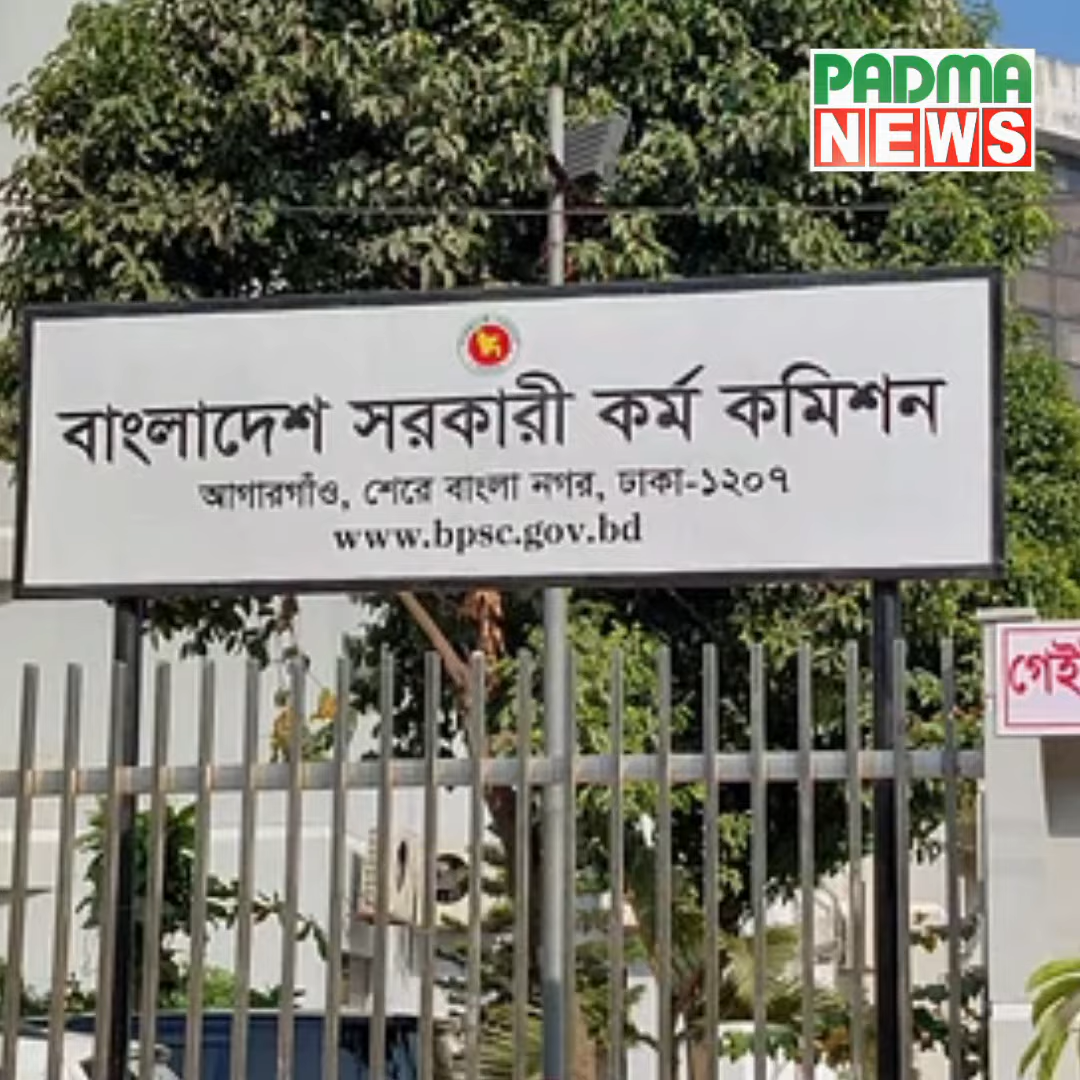 PADMA
NEWS
বাংলাদেশ সরকারী কর্ম কমিশন
আগারগাঁও, শেরে বাংলা নগর, ঢাকা-১২০৭
www.bpsc.gov.bd